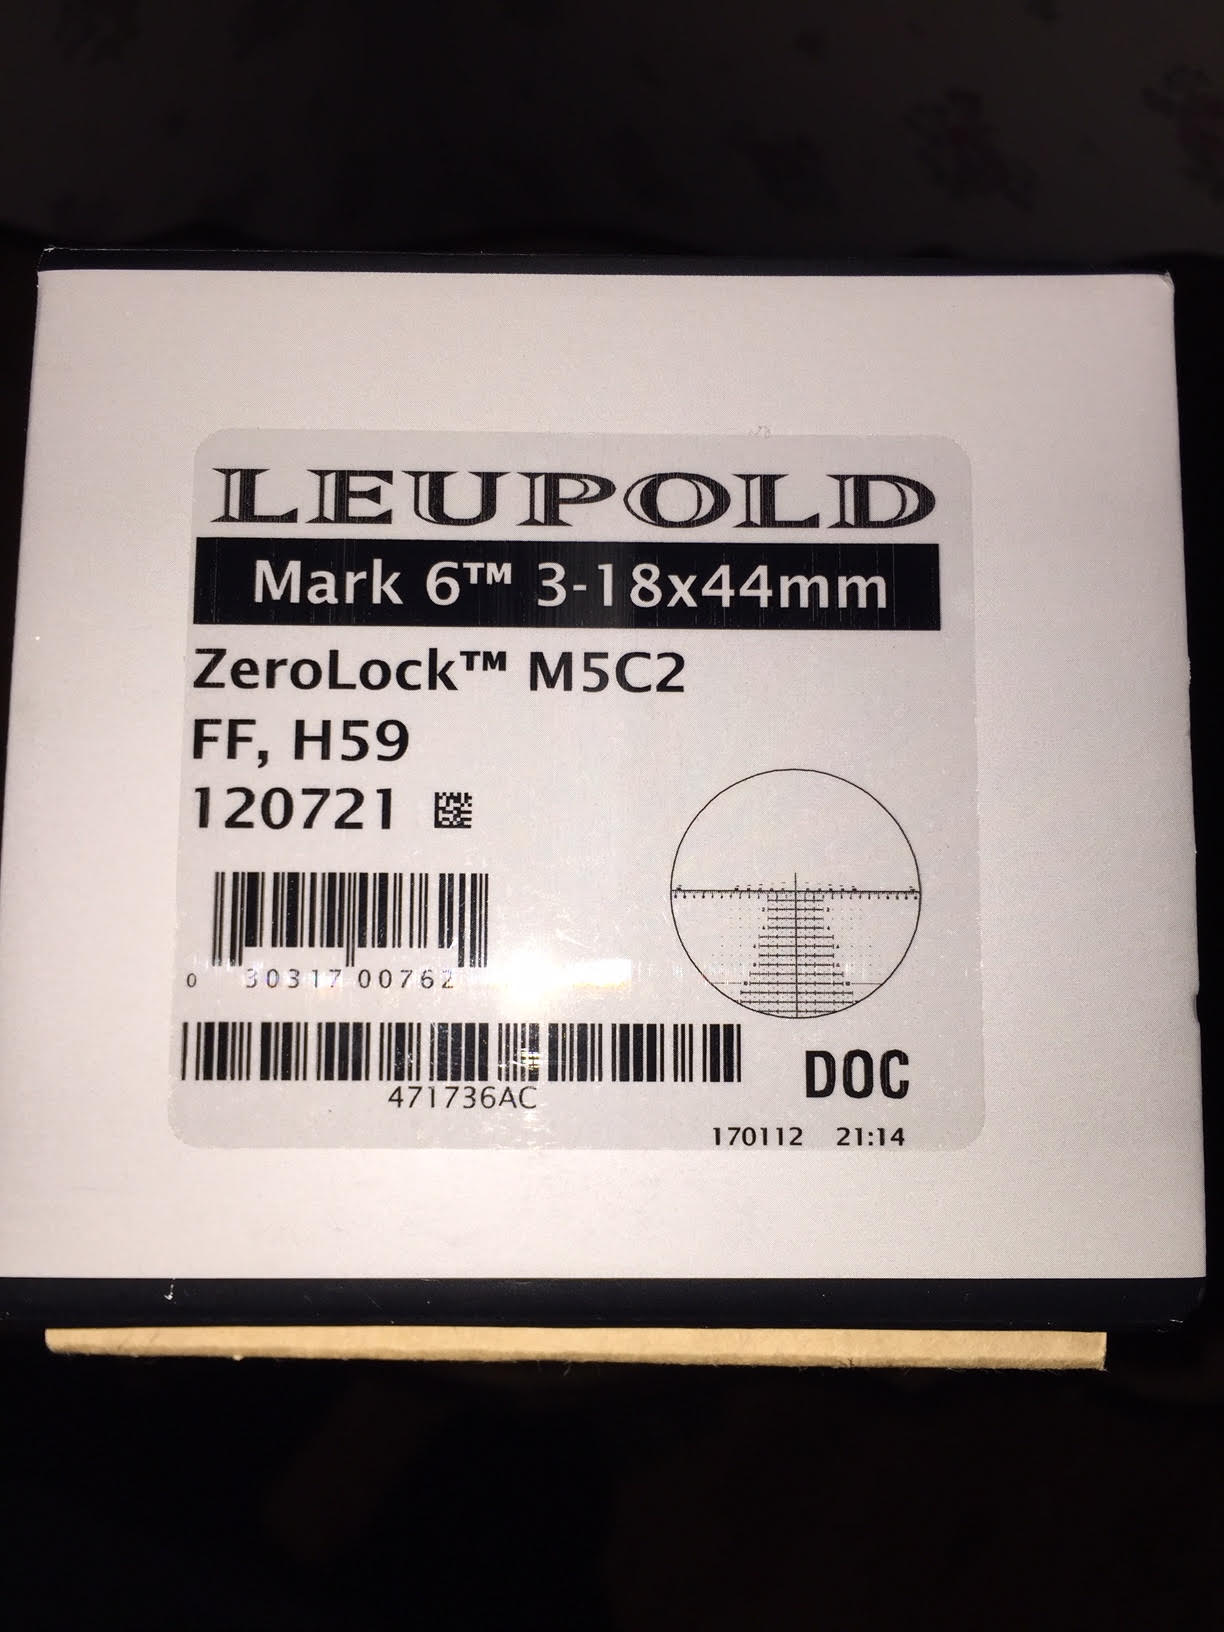 LEUPOLD
Mark 6™ 3-18x44mm
ZeroLock™ M5C2
FF, H59
120721
0 30317 00762
471736AC
DOC
170112 21:14